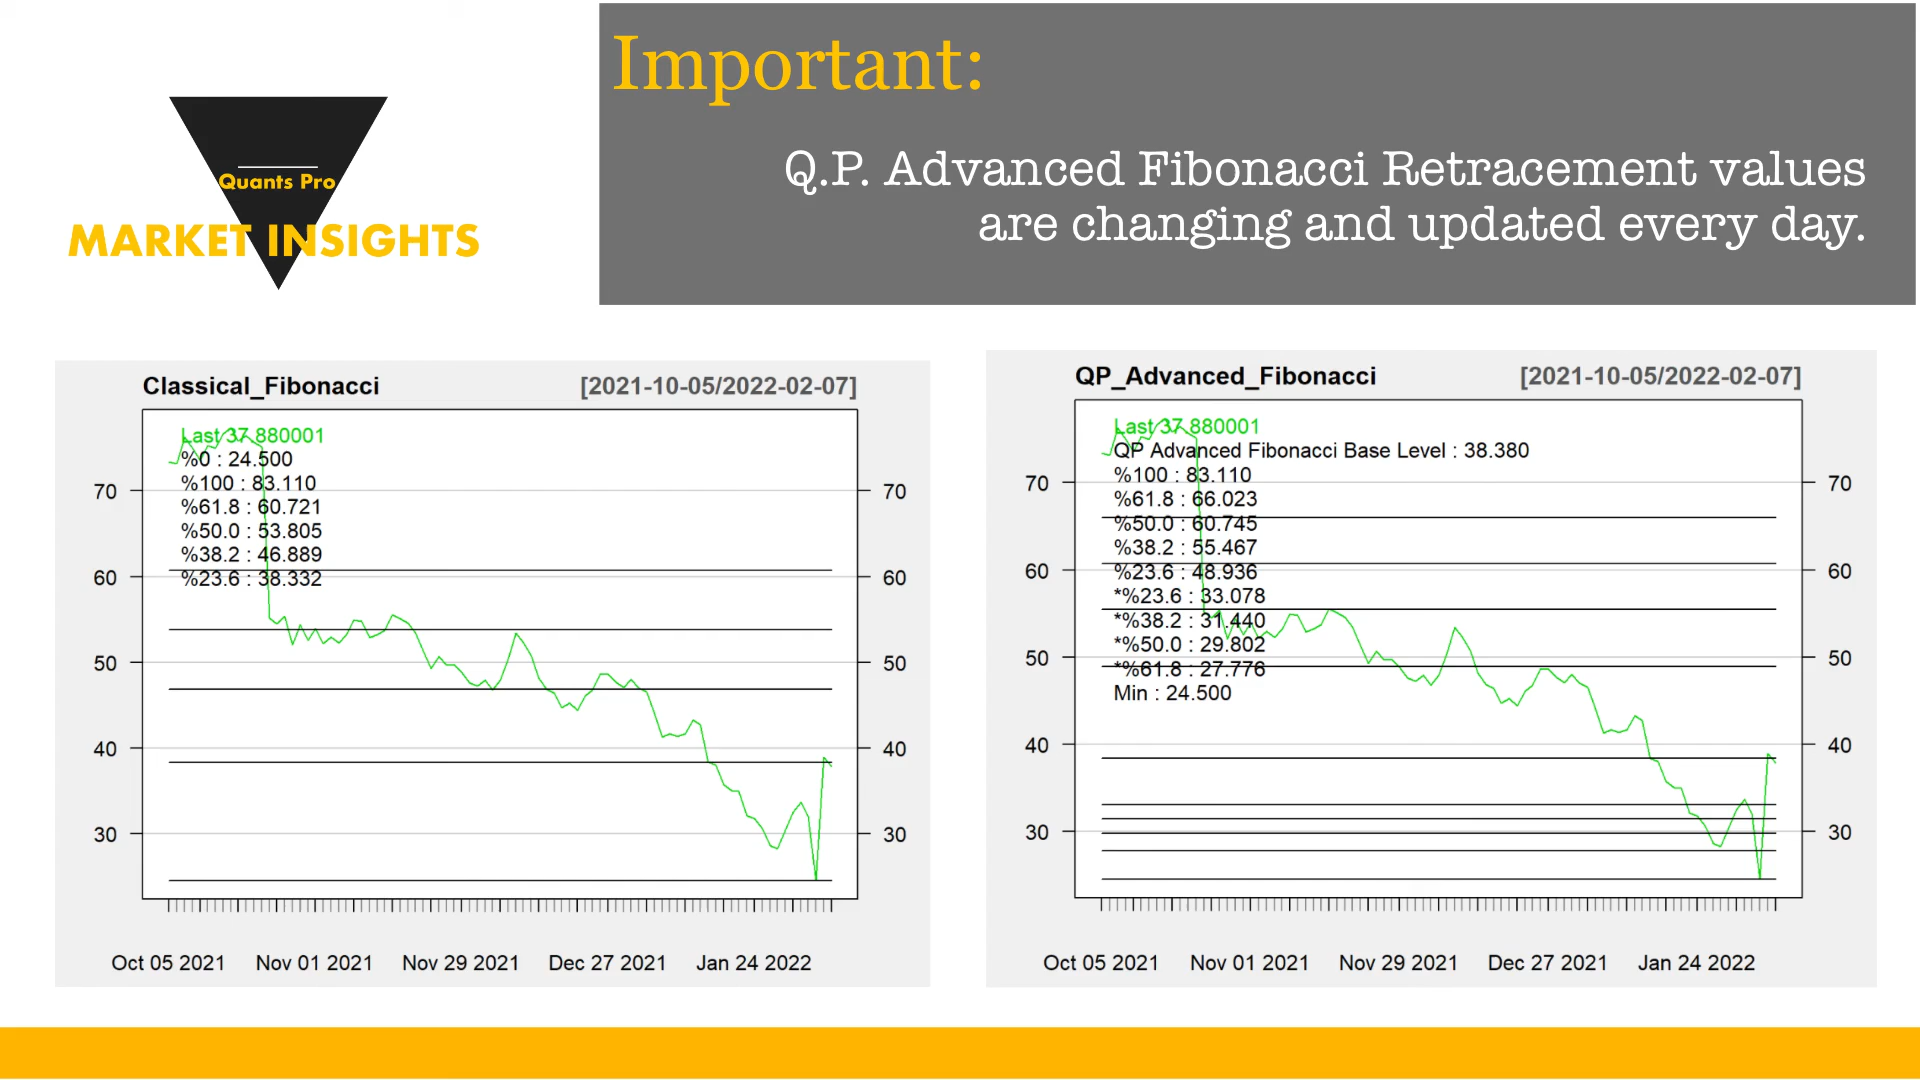 Important:
Q.P. Advanced Fibonacci Retracement values
are changing and updated every day.
Quants Pro
MARKET INSIGHTS
Classical_Fibonacci
[2021-10-05/2022-02-07]
Last 37.880001
%0 : 24.500
%100 : 83.110
%61.8 : 60.721
%50.0 : 53.805
%38.2 : 46.889
%23.6 : 38.332
70
60
50
40
30
70
60
50
40
30
Oct 05 2021 Nov 01 2021 Nov 29 2021 Dec 27 2021 Jan 24 2022
QP_Advanced_Fibonacci
[2021-10-05/2022-02-07]
Last 37.880001
QP Advanced Fibonacci Base Level : 38.380
%100 : 83.110
%61.8 : 66.023
%50.0 : 60.745
%38.2 : 55.467
%23.6 : 48.936
*%23.6 : 33.078
*%38.2 : 31.440
*%50.0 : 29.802
*%61.8 : 27.776
Min : 24.500
70
60
50
40
30
70
60
50
40
30
Oct 05 2021 Nov 01 2021 Nov 29 2021 Dec 27 2021 Jan 24 2022